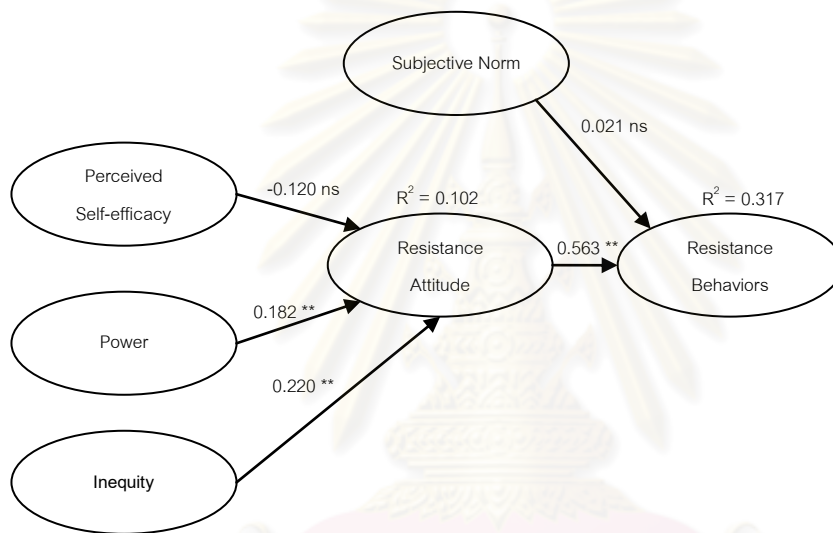 Subjective Norm
0.021 ns
Perceived
Self-efficacy
-0.120 ns
R² = 0.102
R² = 0.317
Resistance
Attitude
0.563 **
Resistance
Behaviors
Power
0.182 **
0.220 **
Inequity